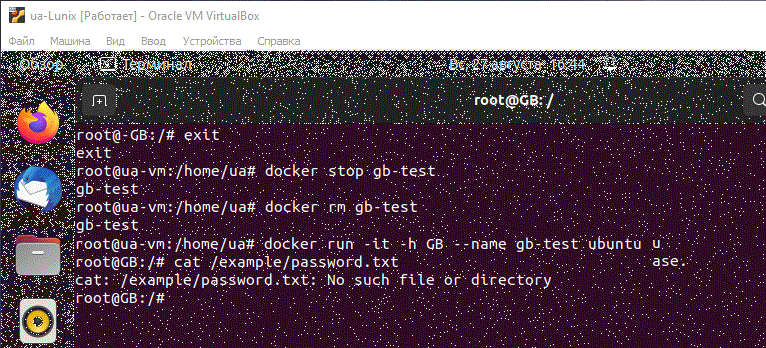 ua-Lunix [Работает] - Oracle VM VirtualBox
Файл Машина Вид Ввод Устройства Справка
Обзор Терминал Вс, 27 августа 16:44
root@GB: /
root@-GB:/# exit
exit
root@ua-vm:/home/ua# docker stop gb-test
gb-test
root@ua-vm:/home/ua# docker rm gb-test
gb-test
root@ua-vm:/home/ua# docker run -it -h GB --name gb-test ubuntu u
root@GB:/# cat /example/password.txt ase.
cat: /example/password.txt: No such file or directory
root@GB:/#